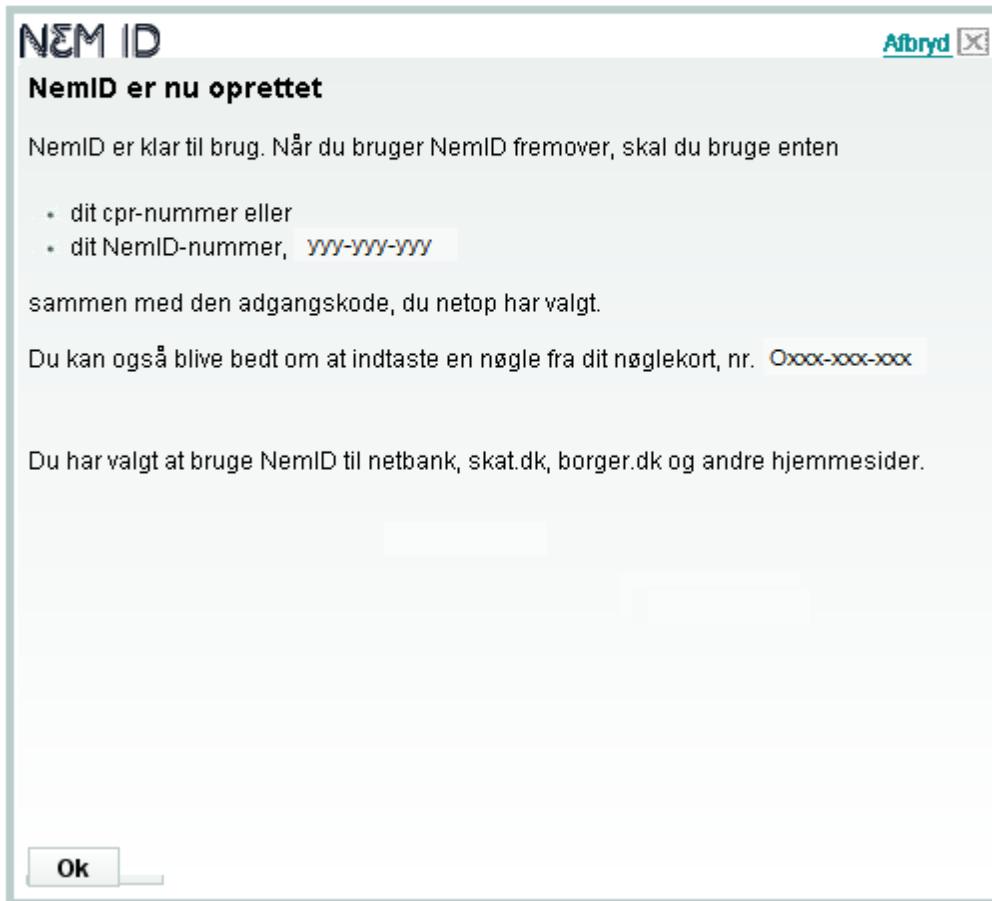 NEM ID
Afbryd
NemID er nu oprettet
NemID er klar til brug. Når du bruger NemID fremover, skal du bruge enten
• dit cpr-nummer eller
• dit NemID-nummer, yyy-yyy-yyy
sammen med den adgangskode, du netop har valgt.
Du kan også blive bedt om at indtaste en nøgle fra dit nøglekort, nr. Oxxx-xxx-xxx
Du har valgt at bruge NemID til netbank, skat.dk, borger.dk og andre hjemmesider.
Ok